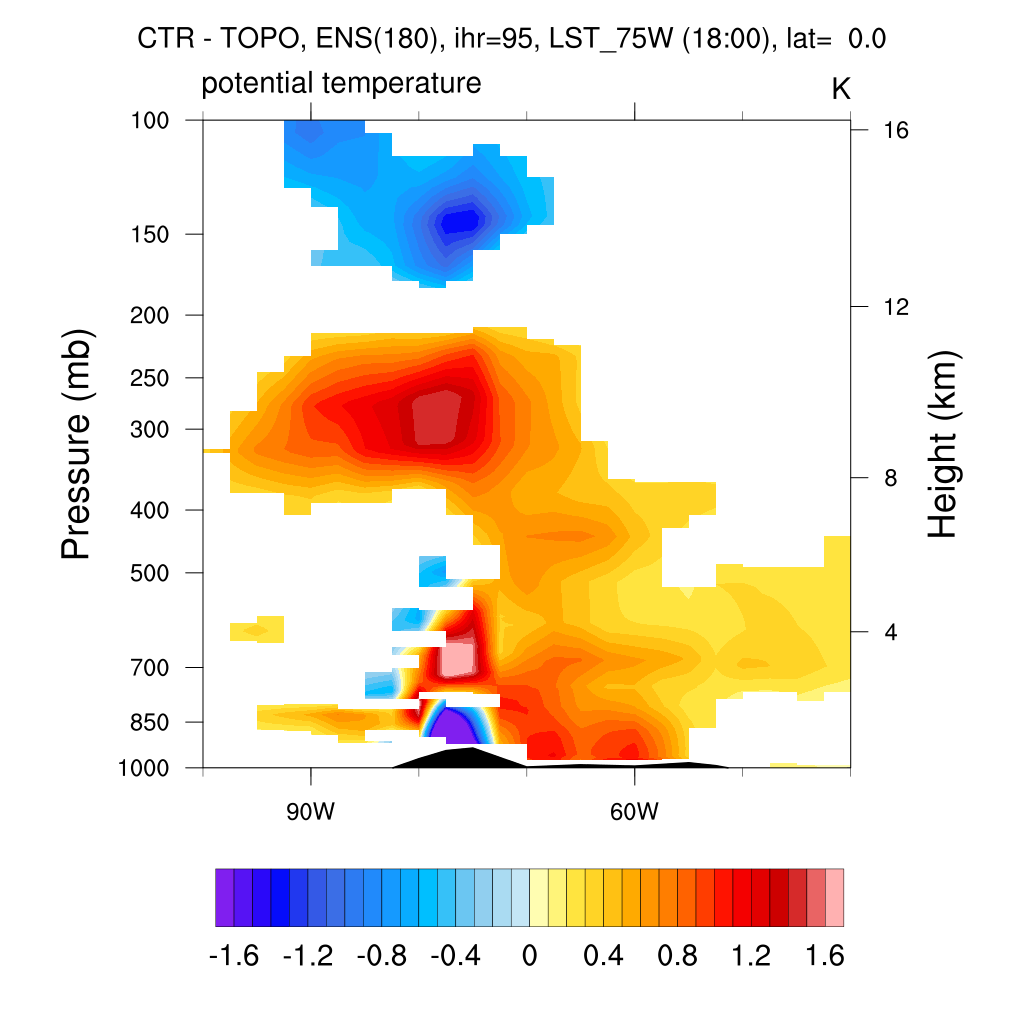 CTR - TOPO, ENS(180), ihr=95, LST_75W (18:00), lat=  0.0
potential temperature K
100
150
200
250
300
400
500
700
850
1000
Pressure (mb)
16
12
8
4
Height (km)
90W 60W
-1.6 -1.2 -0.8 -0.4 0 0.4 0.8 1.2 1.6